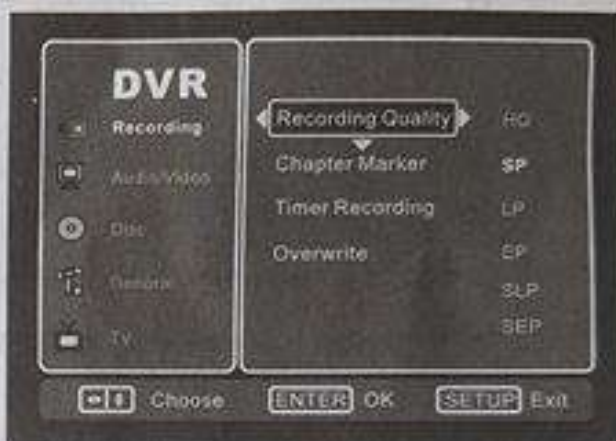 DVR
Recording
Audio/Video
Disc
General
TV
Recording Quality
Chapter Marker
Timer Recording
Overwrite
HQ
SP
LP
EP
SLP
SEP
Choose
ENTER OK
SETUP Exit